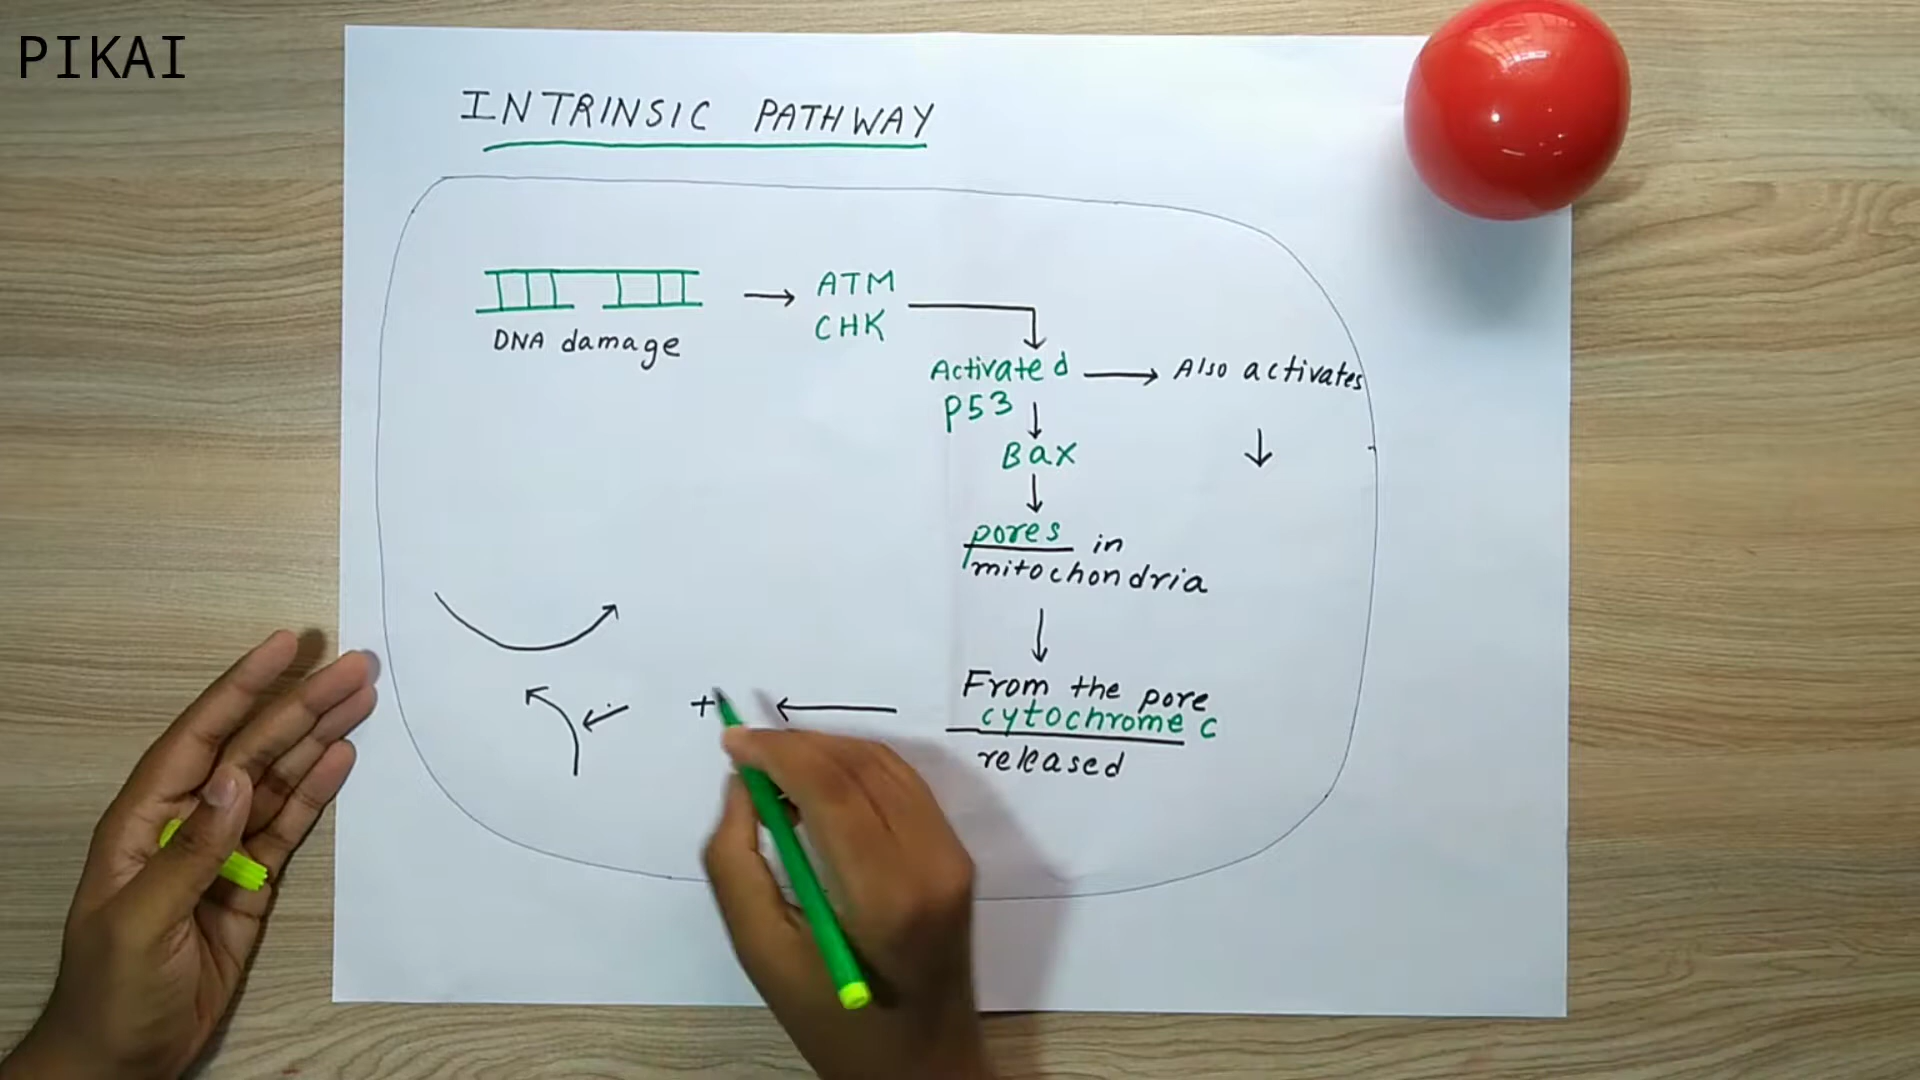 PIKAI
INTRINSIC PATHWAY
DNA damage
ATM
CHK
Activated
P53
Also activates
Bax
pores in
mitochondria
From the pore
cytochrome c
released
+